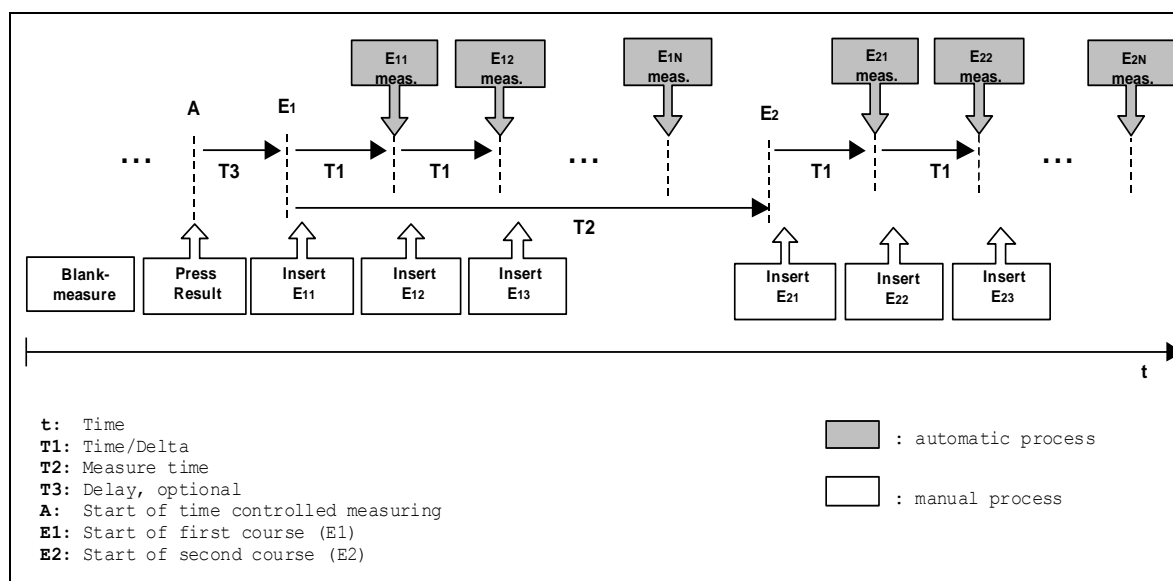 E11 meas.
E12 meas.
E1N meas.
E21 meas.
E22 meas.
E2N meas.
A
E1
E2
...
T3
T1
T1
...
T1
T1
...
T2
Blank-
measure
Press
Result
Insert
E11
Insert
E12
Insert
E13
Insert
E21
Insert
E22
Insert
E23
t
t: Time
T1: Time/Delta
T2: Measure time
T3: Delay, optional
A: Start of time controlled measuring
E1: Start of first course (E1)
E2: Start of second course (E2)
: automatic process
: manual process